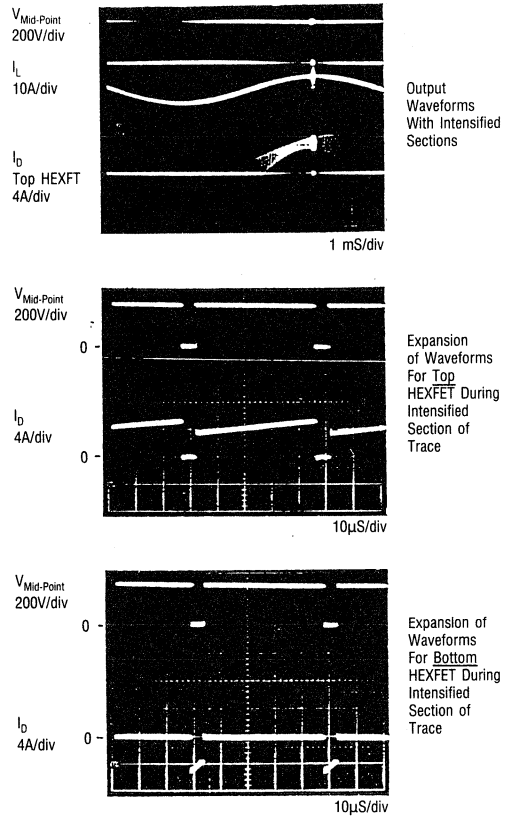 V Mid-Point
200V/div
I L
10A/div
I D
Top HEXFT
4A/div
Output
Waveforms
With Intensified
Sections
1 mS/div
V Mid-Point
200V/div
0 -
I D
4A/div
0 -
Expansion
of Waveforms
For Top
HEXFET During
Intensified
Section of
Trace
10µS/div
V Mid-Point
200V/div
0 -
I D
4A/div
0 -
Expansion of
Waveforms
For Bottom
HEXFET During
Intensified
Section of
Trace
10µS/div